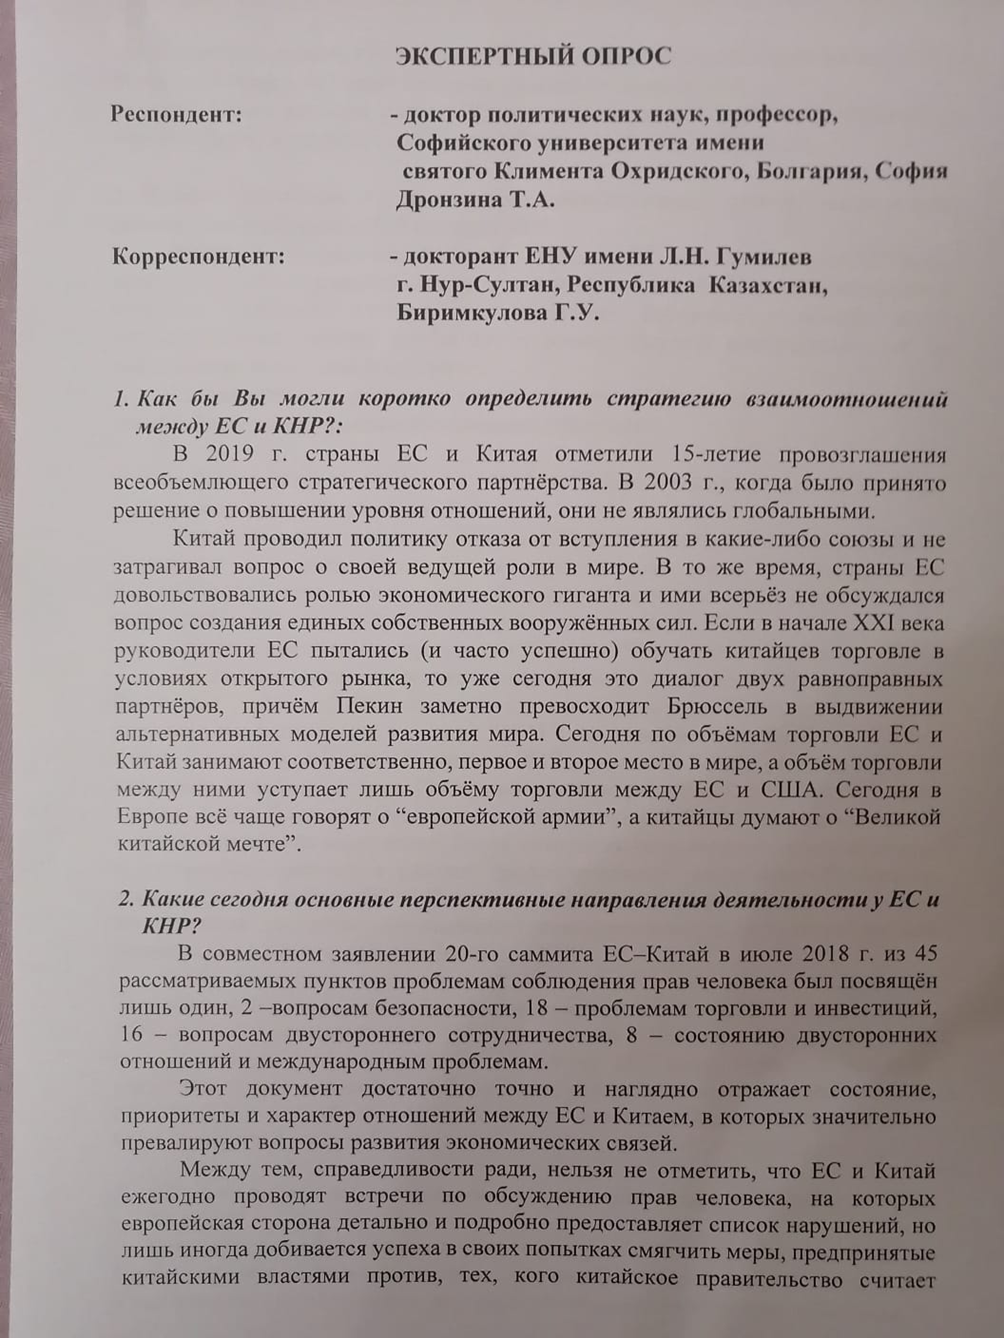 ЭКСПЕРТНЫЙ ОПРОС
Респондент: - доктор политических наук, профессор,
Софийского университета имени
святого Климента Охридского, Болгария, София
Дронзина Т.А.
Корреспондент: - докторант ЕНУ имени Л.Н. Гумилев
г. Нур-Султан, Республика Казахстан,
Биримкулова Г.У.
1. Как бы Вы могли коротко определить стратегию взаимоотношений
между ЕС и КНР?:
В 2019 г. страны ЕС и Китая отметили 15-летие провозглашения
всеобъемлющего стратегического партнёрства. В 2003 г., когда было принято
решение о повышении уровня отношений, они не являлись глобальными.
Китай проводил политику отказа от вступления в какие-либо союзы и не
затрагивал вопрос о своей ведущей роли в мире. В то же время, страны ЕС
довольствовались ролью экономического гиганта и ими всерьёз не обсуждался
вопрос создания единых собственных вооружённых сил. Если в начале XXI века
руководители ЕС пытались (и часто успешно) обучать китайцев торговле в
условиях открытого рынка, то уже сегодня это диалог двух равноправных
партнёров, причём Пекин заметно превосходит Брюссель в выдвижении
альтернативных моделей развития мира. Сегодня по объёмам торговли ЕС и
Китай занимают соответственно, первое и второе место в мире, а объём торговли
между ними уступает лишь объёму торговли между ЕС и США. Сегодня в
Европе всё чаще говорят о “европейской армии”, а китайцы думают о “Великой
китайской мечте”.
2. Какие сегодня основные перспективные направления деятельности у ЕС и
КНР?
В совместном заявлении 20-го саммита ЕС–Китай в июле 2018 г. из 45
рассматриваемых пунктов проблемам соблюдения прав человека был посвящён
лишь один, 2 –вопросам безопасности, 18 – проблемам торговли и инвестиций,
16 – вопросам двустороннего сотрудничества, 8 – состоянию двусторонних
отношений и международным проблемам.
Этот документ достаточно точно и наглядно отражает состояние,
приоритеты и характер отношений между ЕС и Китаем, в которых значительно
превалируют вопросы развития экономических связей.
Между тем, справедливости ради, нельзя не отметить, что ЕС и Китай
ежегодно проводят встречи по обсуждению прав человека, на которых
европейская сторона детально и подробно предоставляет список нарушений, но
лишь иногда добивается успеха в своих попытках смягчить меры, предпринятые
китайскими властями против, тех, кого китайское правительство считает